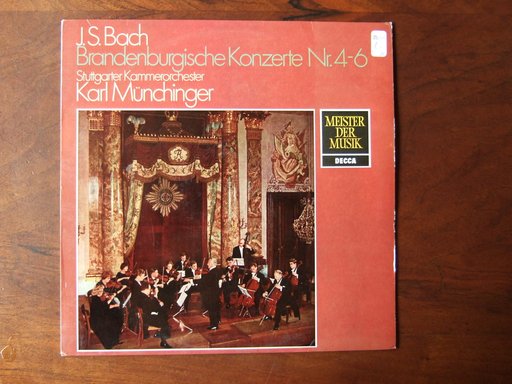 J.S. Bach
Brandenburgische Konzerte Nr. 4-6
Stuttgarter Kammerorchester
Karl Münchinger
MEISTER
DER
MUSIK
DECCA